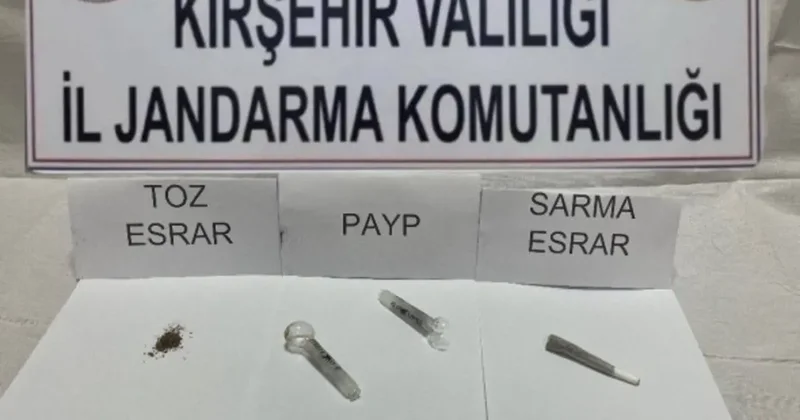 KIRŞEHİR VALİLİĞİ
İL JANDARMA KOMUTANLIĞI
TOZ
ESRAR
PAYP
SARMA
ESRAR